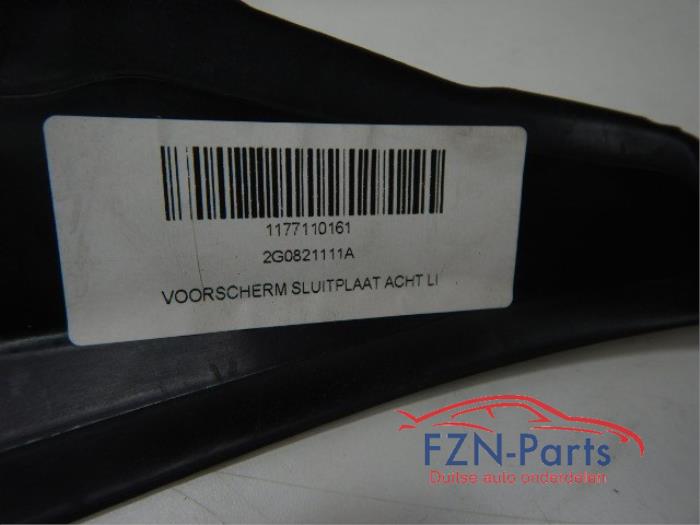 1177110161
2G0821111A
VOORSCHERM SLUITPLAAT ACHT LI
FZN-Parts
Duitse auto onderdelen